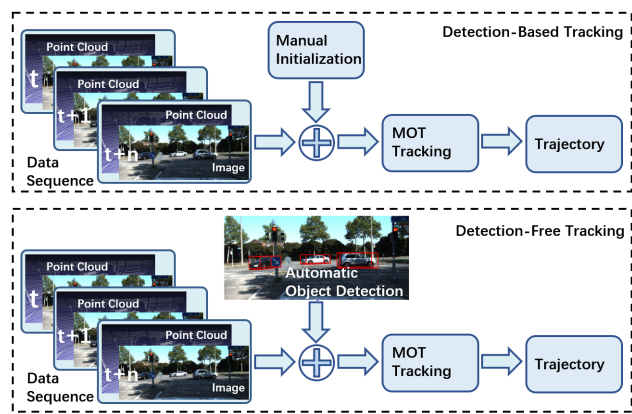 Detection-Based Tracking
Point Cloud
t
Point Cloud
t+1
Point Cloud
t+n
Image
Data
Sequence
Manual
Initialization
MOT
Tracking
Trajectory
Detection-Free Tracking
Point Cloud
t
Point Cloud
t+1
Point Cloud
t+n
Image
Data
Sequence
Automatic
Object Detection
MOT
Tracking
Trajectory